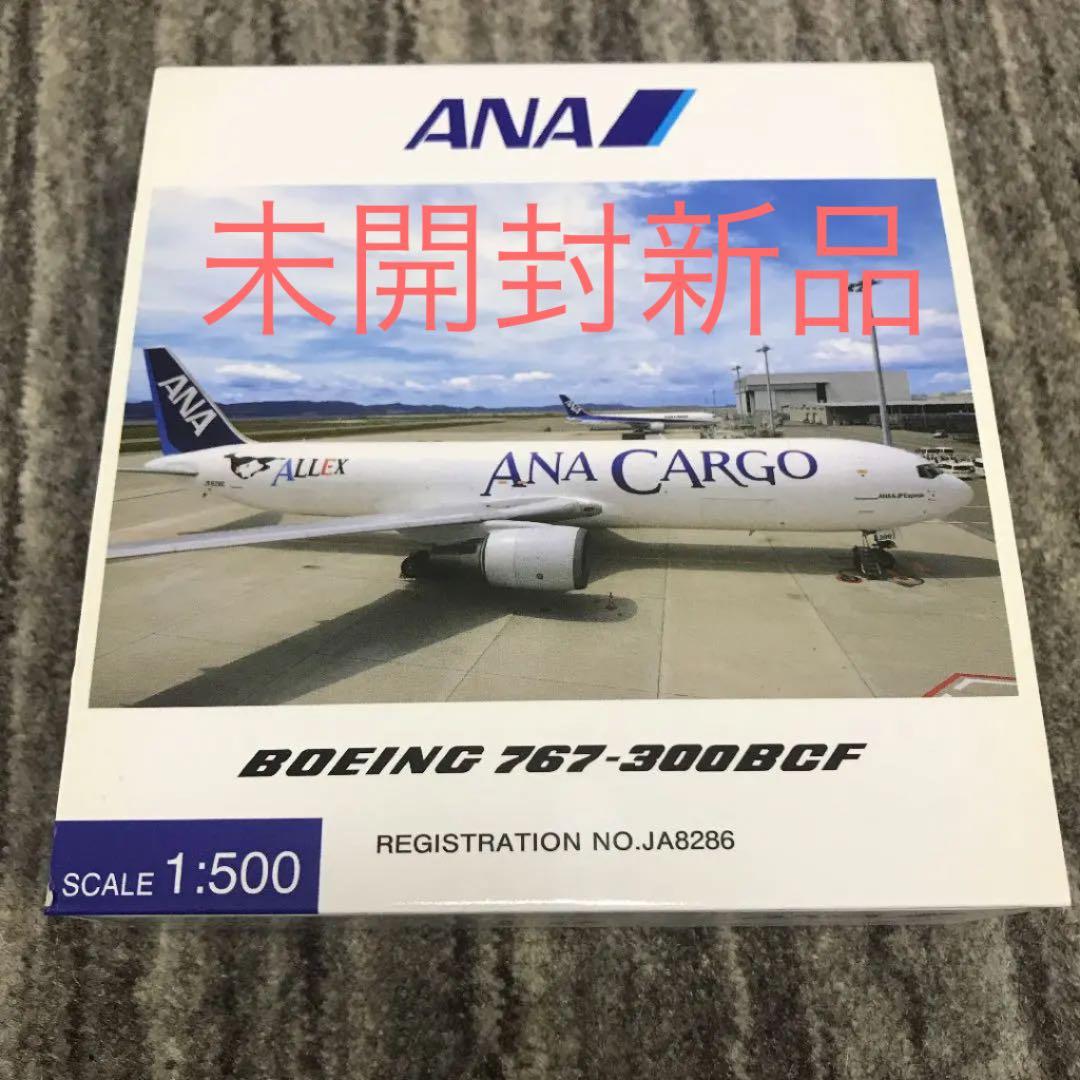 ANA
未開封新品
ANA
ALLEX
ANA CARGO
BOEING 767-300BCF
REGISTRATION NO.JA8286
SCALE 1:500